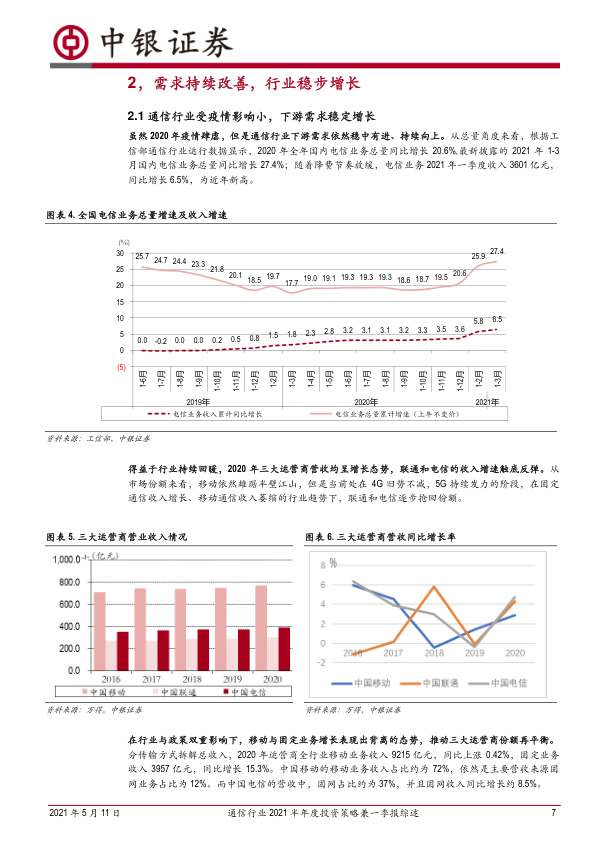 中银证券
2，需求持续改善，行业稳步增长
2.1 通信行业受疫情影响小，下游需求稳定增长
虽然 2020 年疫情肆虐，但是通信行业下游需求依然稳中有进、持续向上。从总量角度来看，根据工
信部通信行业运行数据显示，2020 年全年国内电信业务总量同比增长 20.6%,最新披露的 2021 年 1-3
月国内电信业务总量同比增长 27.4%；随着降费节奏放缓，电信业务 2021 年一季度收入 3601 亿元，
同比增长 6.5%，为近年新高。
图表 4. 全国电信业务总量增速及收入增速
(%)
30
25
20
15
10
5
0
(5)
25.7 24.7 24.4 23.3 21.8 20.1 18.5 19.7 17.7 19.0 19.1 19.3 19.3 19.3 18.6 18.7 19.5 20.6 25.9 27.4
0.0 -0.2 0.0 0.0 0.2 0.5 0.8 1.5 1.8 2.3 2.8 3.2 3.1 3.1 3.2 3.3 3.5 3.6 5.8 6.5
1-6月 1-7月 1-8月 1-9月 1-10月 1-11月 1-12月 1-2月 1-3月 1-4月 1-5月 1-6月 1-7月 1-8月 1-9月 1-10月 1-11月 1-12月 1-2月 1-3月
2019年 2020年 2021年
电信业务收入累计同比增长 电信业务总量累计增速（上年不变价）
资料来源：工信部，中银证券
得益于行业持续回暖，2020 年三大运营商营收均呈增长态势，联通和电信的收入增速触底反弹。从
市场份额来看，移动依然雄踞半壁江山，但是当前处在 4G 旧势不减，5G 持续发力的阶段，在固定
通信收入增长、移动通信收入萎缩的行业趋势下，联通和电信逐步抢回份额。
图表 5. 三大运营商营业收入情况
(亿元)
1,000.0
800.0
600.0
400.0
200.0
0.0
2016 2017 2018 2019 2020
中国移动 中国联通 中国电信
资料来源：万得，中银证券
图表 6. 三大运营商营收同比增长率
%
8
6
4
2
0
-2
2016 2017 2018 2019 2020
中国移动 中国联通 中国电信
资料来源：万得，中银证券
在行业与政策双重影响下，移动与固定业务增长表现出背离的态势，推动三大运营商份额再平衡。
分传输方式拆解总收入，2020 年运营商全行业移动业务收入 9215 亿元，同比上涨 0.42%，固定业务
收入 3957 亿元，同比增长 15.3%。中国移动的移动业务收入占比约为 72%，依然是主要营收来源固
网业务占比为 12%。而中国电信的营收中，固网占比约为 37%，并且固网收入同比增长约 8.5%。
2021 年 5 月 11 日 通信行业 2021 半年度投资策略兼一季报综述 7